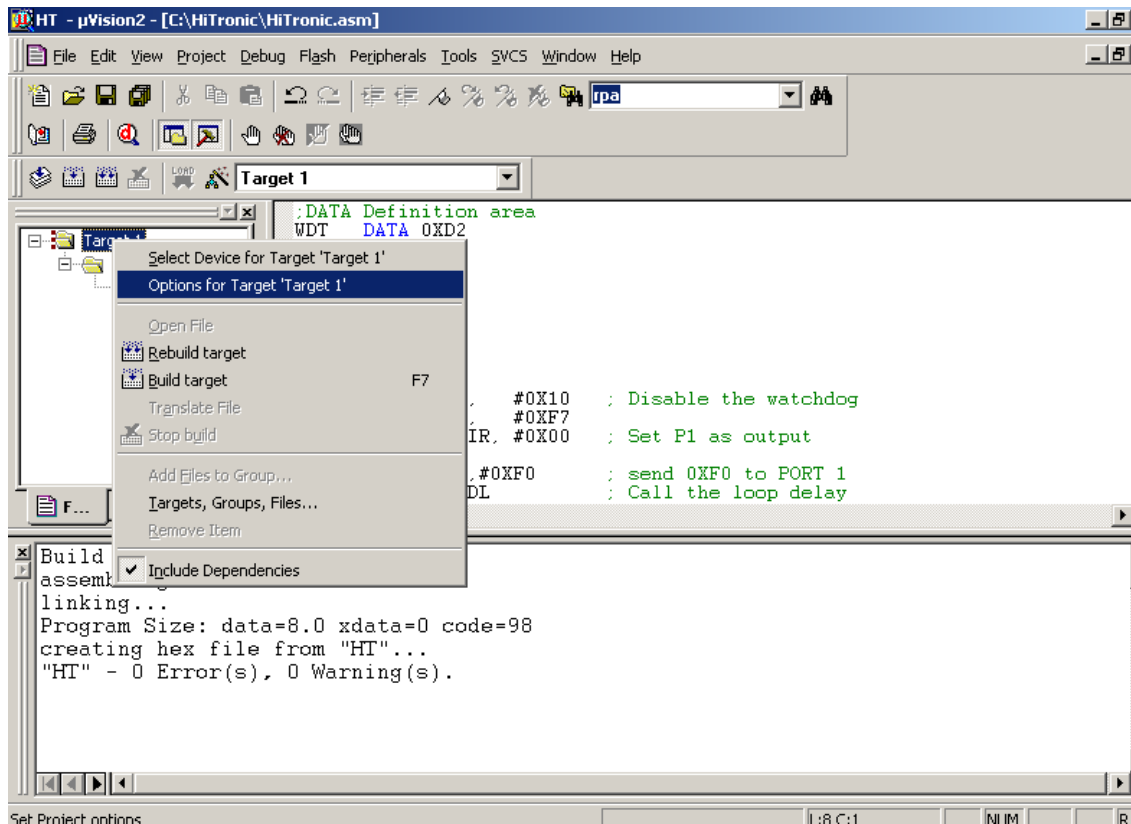 HT - µVision2 - [C:\HiTronic\HiTronic.asm]
File Edit View Project Debug Flash Peripherals Tools SVCS Window Help
rpa
LOAD
Target 1
;DATA Definition area
WDT DATA 0XD2
Target 1
Select Device for Target 'Target 1'
Options for Target 'Target 1'
Open File
Rebuild target
Build target F7
Translate File
Stop build
Add Files to Group...
Targets, Groups, Files...
Remove Item
Include Dependencies
, #0X10 ; Disable the watchdog
, #0XF7
IR, #0X00 ; Set P1 as output
,#0XF0 ; send 0XF0 to PORT 1
DL ; Call the loop delay
F...
Build
assemb
linking...
Program Size: data=8.0 xdata=0 code=98
creating hex file from "HT"...
"HT" - 0 Error(s), 0 Warning(s).
Set Project options L:8 C:1 NUM R